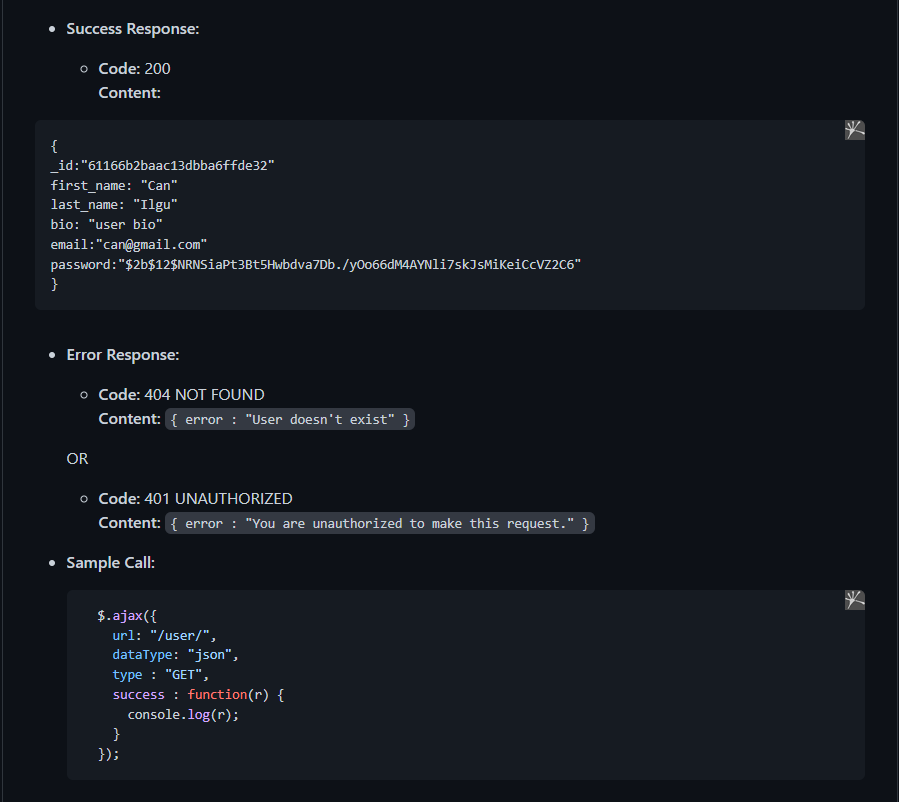 Success Response:
Code: 200
Content:
{
_id:"61166b2baac13dbba6ffde32"
first_name: "Can"
last_name: "Ilgu"
bio: "user bio"
email:"can@gmail.com"
password:"$2b$12$NRNSiaPt3Bt5Hwbdva7Db./yOo66dM4AYNli7skJsMiKeiCcVZ2C6"
}
Error Response:
Code: 404 NOT FOUND
Content: { error : "User doesn't exist" }
OR
Code: 401 UNAUTHORIZED
Content: { error : "You are unauthorized to make this request." }
Sample Call:
$.ajax({
url: "/user/",
dataType: "json",
type : "GET",
success : function(r) {
console.log(r);
}
});